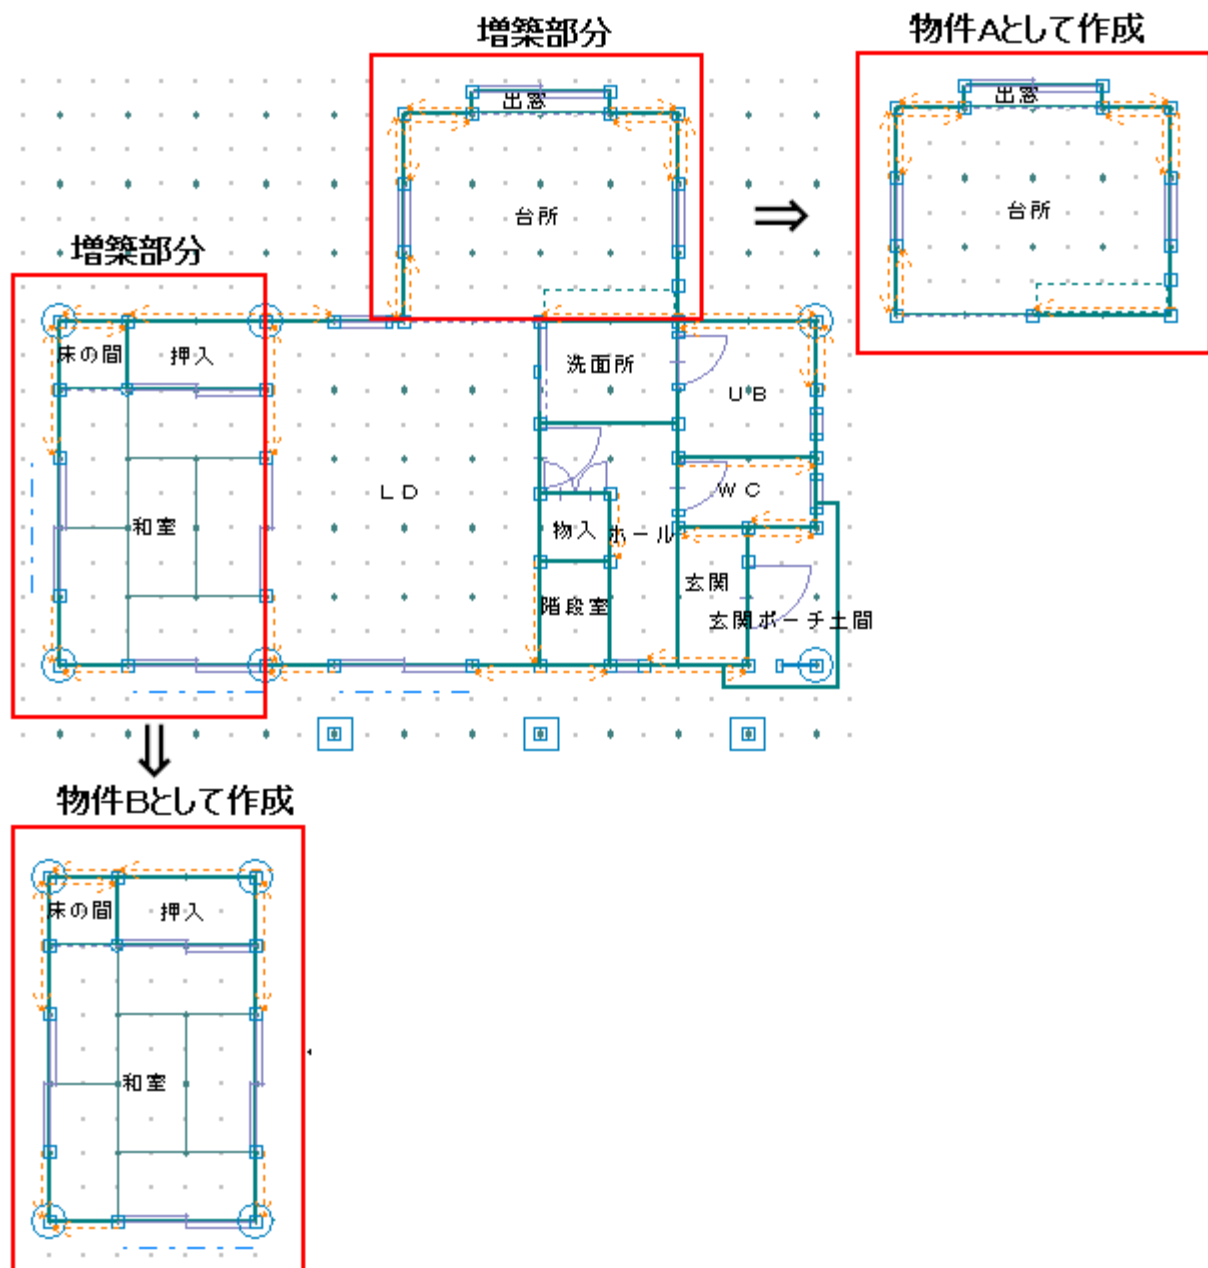 増築部分
物件Aとして作成
出窓
出窓
台所
台所
増築部分
床の間
押入
洗面所
UB
LD
WC
和室
物入
ホール
玄関
階段室
玄関ポーチ土間
物件Bとして作成
床の間
押入
和室